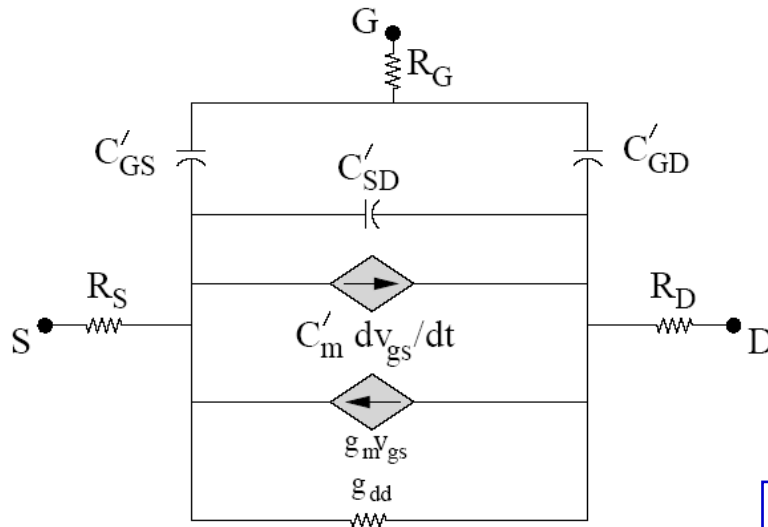 G
R_G
C'_GS
C'_SD
C'_GD
R_S
R_D
S
C'_m dv_gs/dt
D
g_m v_gs
g_dd